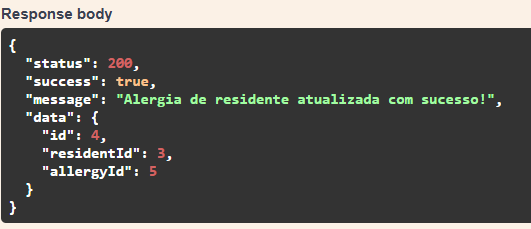 Response body
{
  "status": 200,
  "success": true,
  "message": "Alergia de residente atualizada com sucesso!",
  "data": {
    "id": 4,
    "residentId": 3,
    "allergyId": 5
  }
}